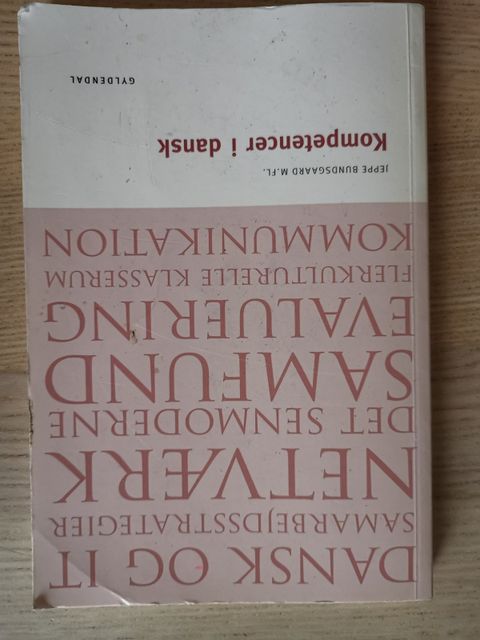 DANSK OG IT
SAMARBEJDSSTRATEGIER
NETVÆRK
DET SENMODERNE
SAMFUND
EVALUERING
FLERKULTURELLE KLASSERUM
KOMMUNIKATION
JEPPE BUNDSGAARD M.FL.
Kompetencer i dansk
GYLDENDAL